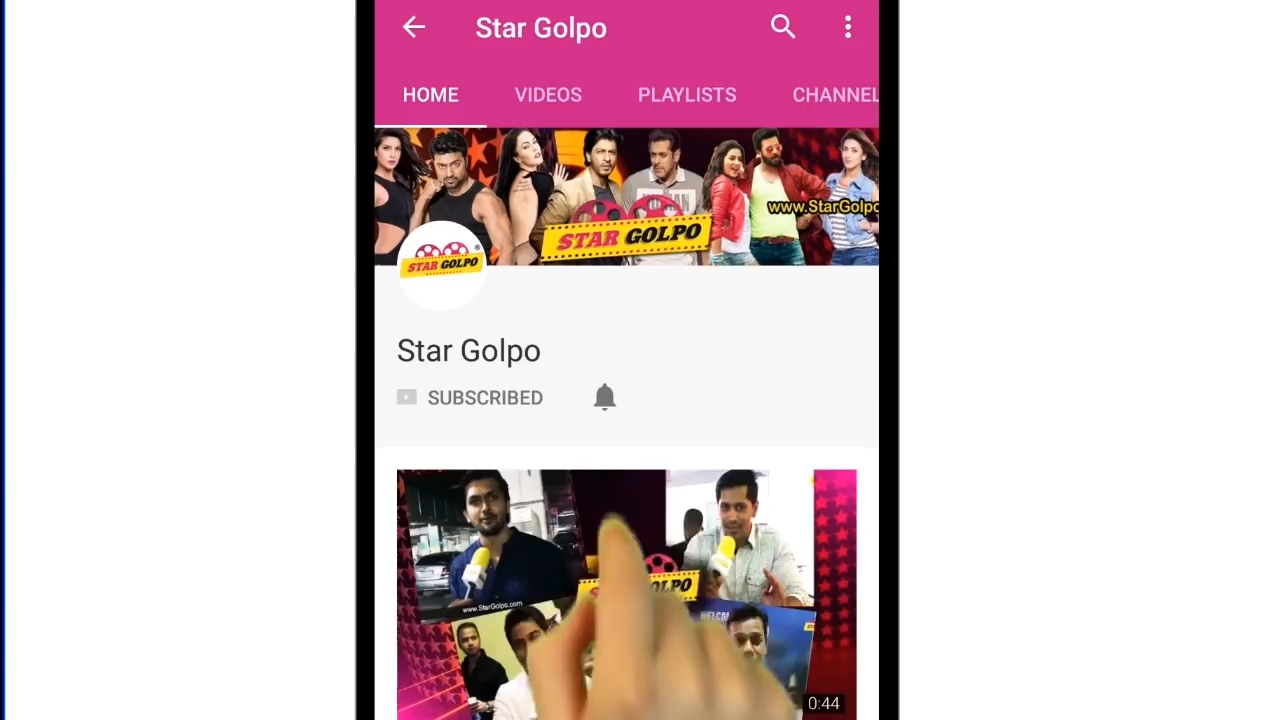 Star Golpo
HOME VIDEOS PLAYLISTS CHANNEL
www.StarGolpo
STAR GOLPO
STAR GOLPO
Star Golpo
SUBSCRIBED
www.StarGolpo.com
0:44